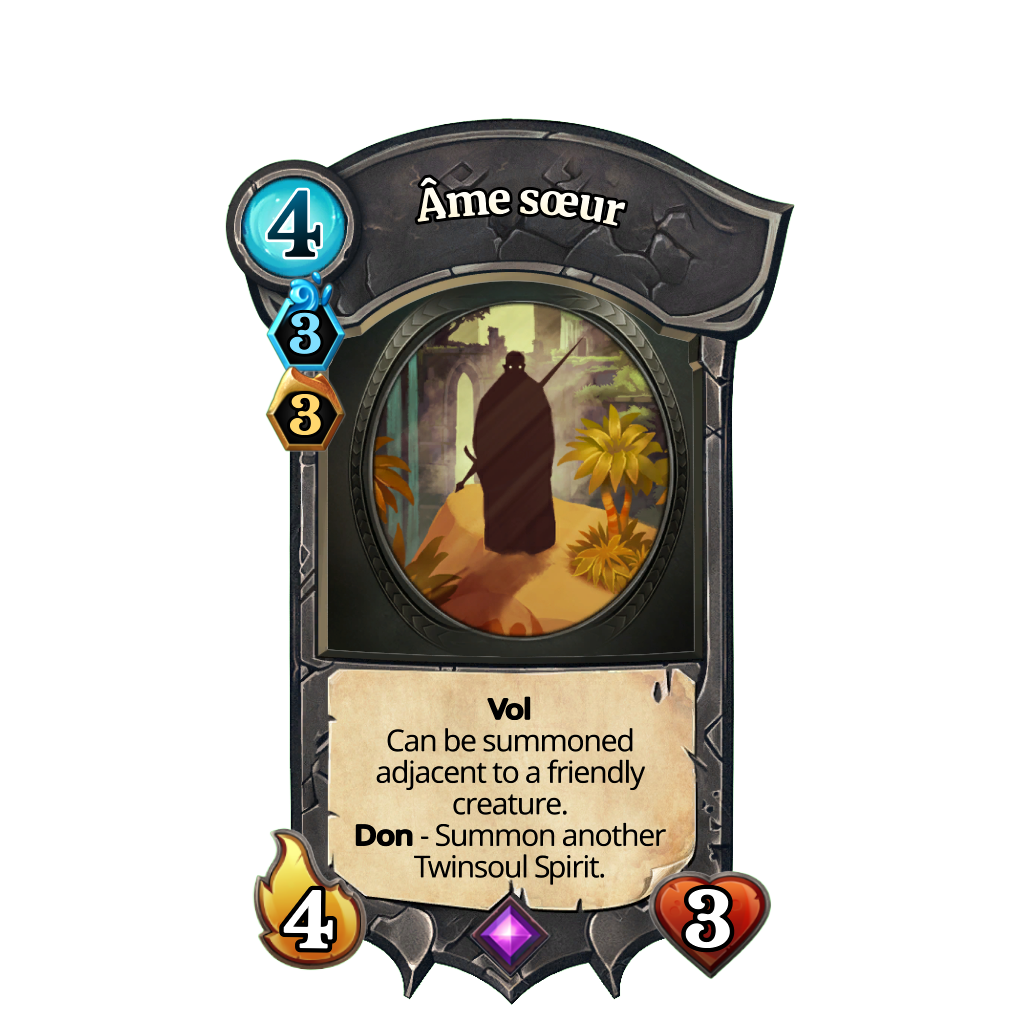 Âme sœur
4
3
3
Vol
Can be summoned
adjacent to a friendly
creature.
Don - Summon another
Twinsoul Spirit.
4
3